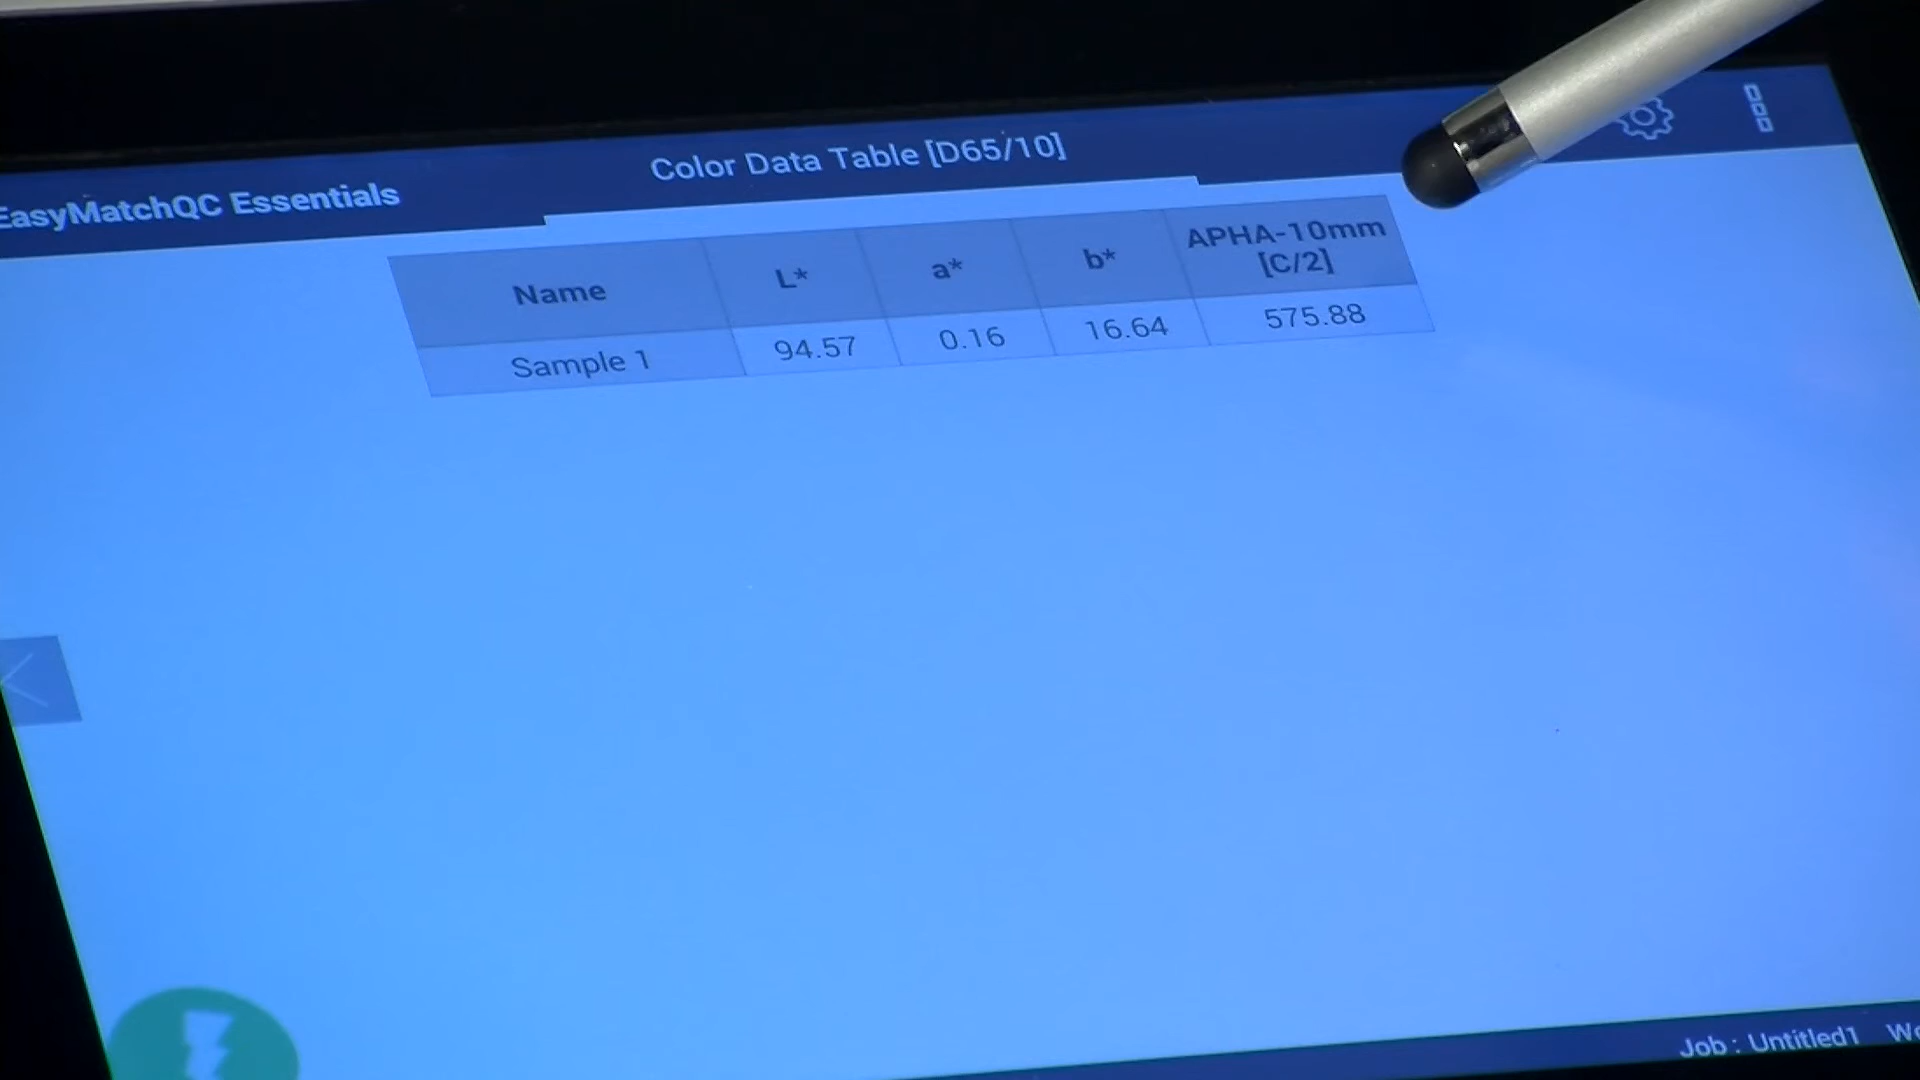 EasyMatchQC Essentials
Color Data Table [D65/10]
Name L* a* b* APHA-10mm [C/2]
Sample 1 94.57 0.16 16.64 575.88
Job : Untitled1